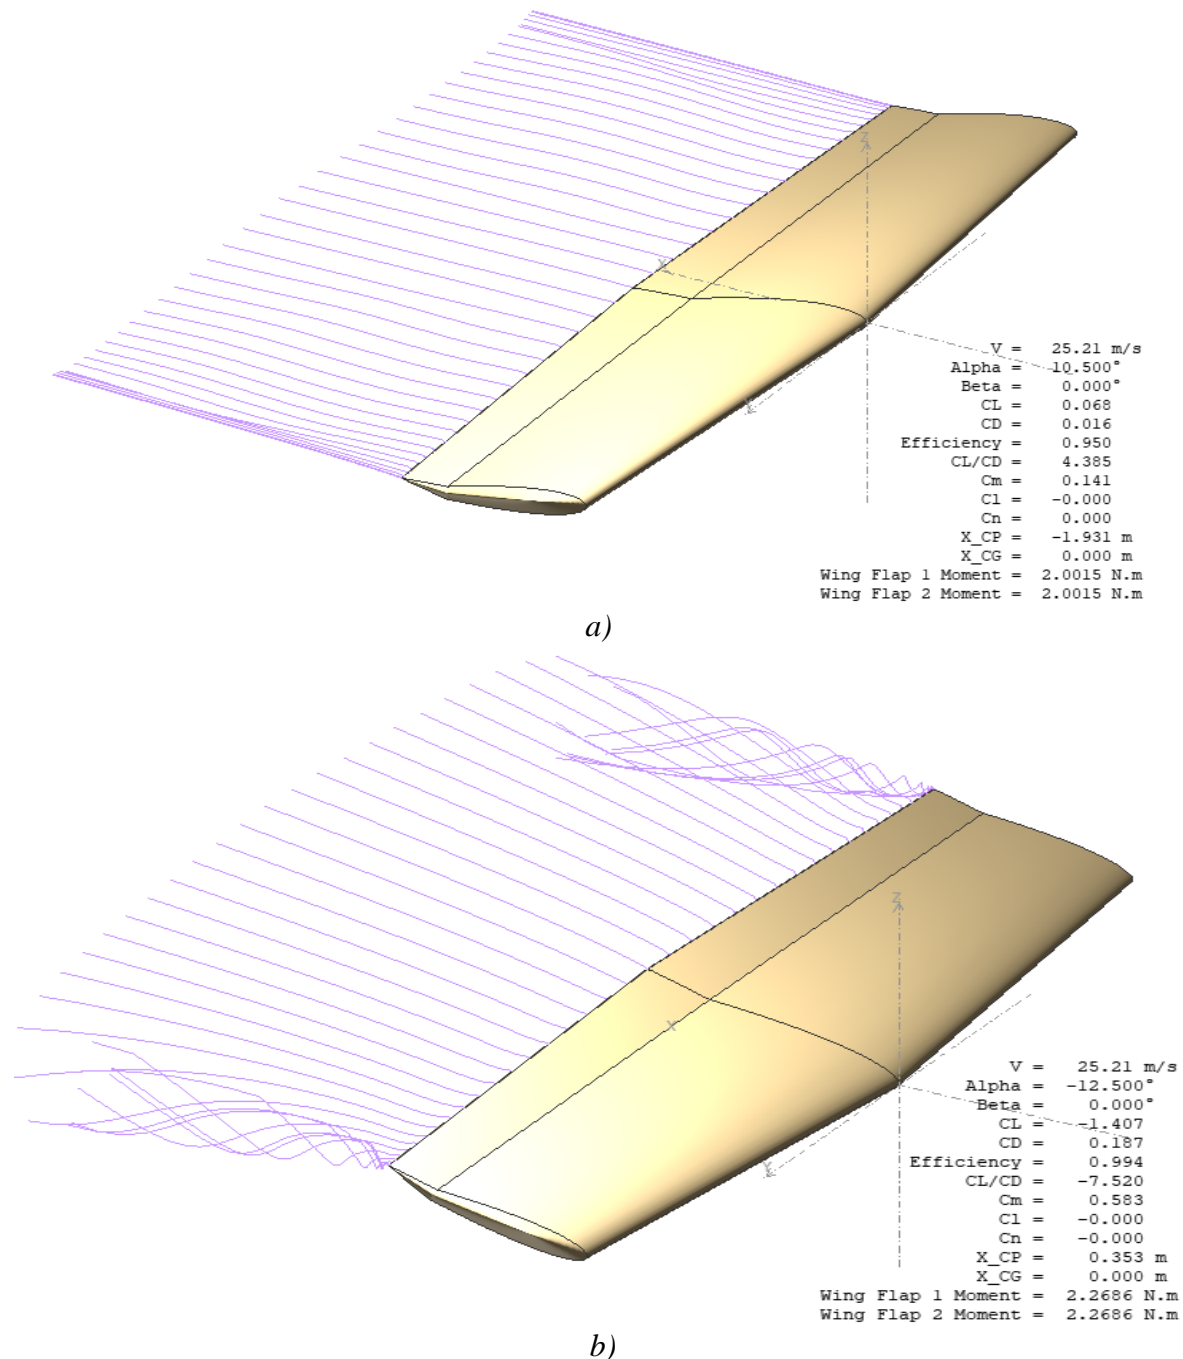 Z
X
Y
V = 25.21 m/s
Alpha = 10.500°
Beta = 0.000°
CL = 0.068
CD = 0.016
Efficiency = 0.950
CL/CD = 4.385
Cm = 0.141
Cl = -0.000
Cn = 0.000
X_CP = -1.931 m
X_CG = 0.000 m
Wing Flap 1 Moment = 2.0015 N.m
Wing Flap 2 Moment = 2.0015 N.m
a)
Z
X
Y
V = 25.21 m/s
Alpha = -12.500°
Beta = 0.000°
CL = -1.407
CD = 0.187
Efficiency = 0.994
CL/CD = -7.520
Cm = 0.583
Cl = -0.000
Cn = -0.000
X_CP = 0.353 m
X_CG = 0.000 m
Wing Flap 1 Moment = 2.2686 N.m
Wing Flap 2 Moment = 2.2686 N.m
b)